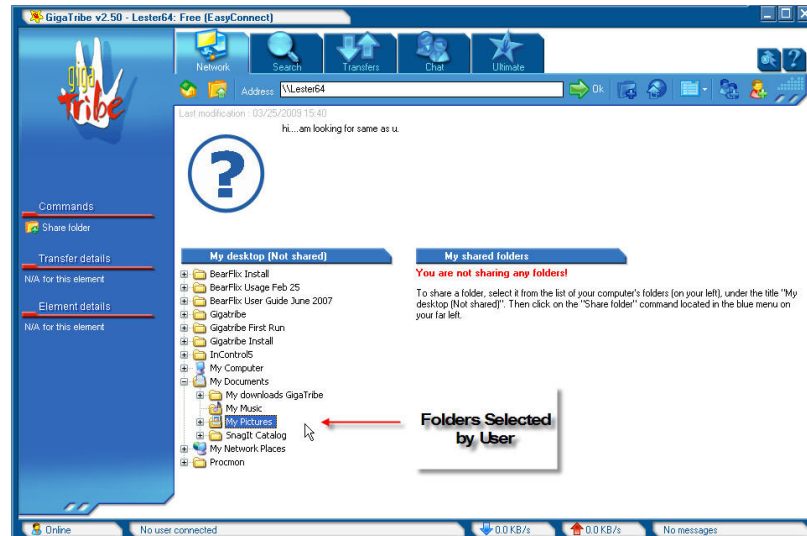 GigaTribe v2.50 - Lester64: Free (EasyConnect)
giga
tribe
Network
Search
Transfers
Chat
Ultimate
?
Address
\\Lester64
Ok
Last modification : 03/25/2009 15:40
hi....am looking for same as u.
?
Commands
Share folder
Transfer details
N/A for this element
Element details
N/A for this element
My desktop (Not shared)
BearFlix Install
BearFlix Usage Feb 25
BearFlix User Guide June 2007
Gigatribe
Gigatribe First Run
Gigatribe Install
InControl5
My Computer
My Documents
My downloads GigaTribe
My Music
My Pictures
SnagIt Catalog
My Network Places
Procmon
My shared folders
You are not sharing any folders!
To share a folder, select it from the list of your computer's folders (on your left), under the title "My
desktop (Not shared)". Then click on the "Share folder" command located in the blue menu on
your far left.
Folders Selected
by User
Online
No user connected
0.0 KB/s
0.0 KB/s
No messages